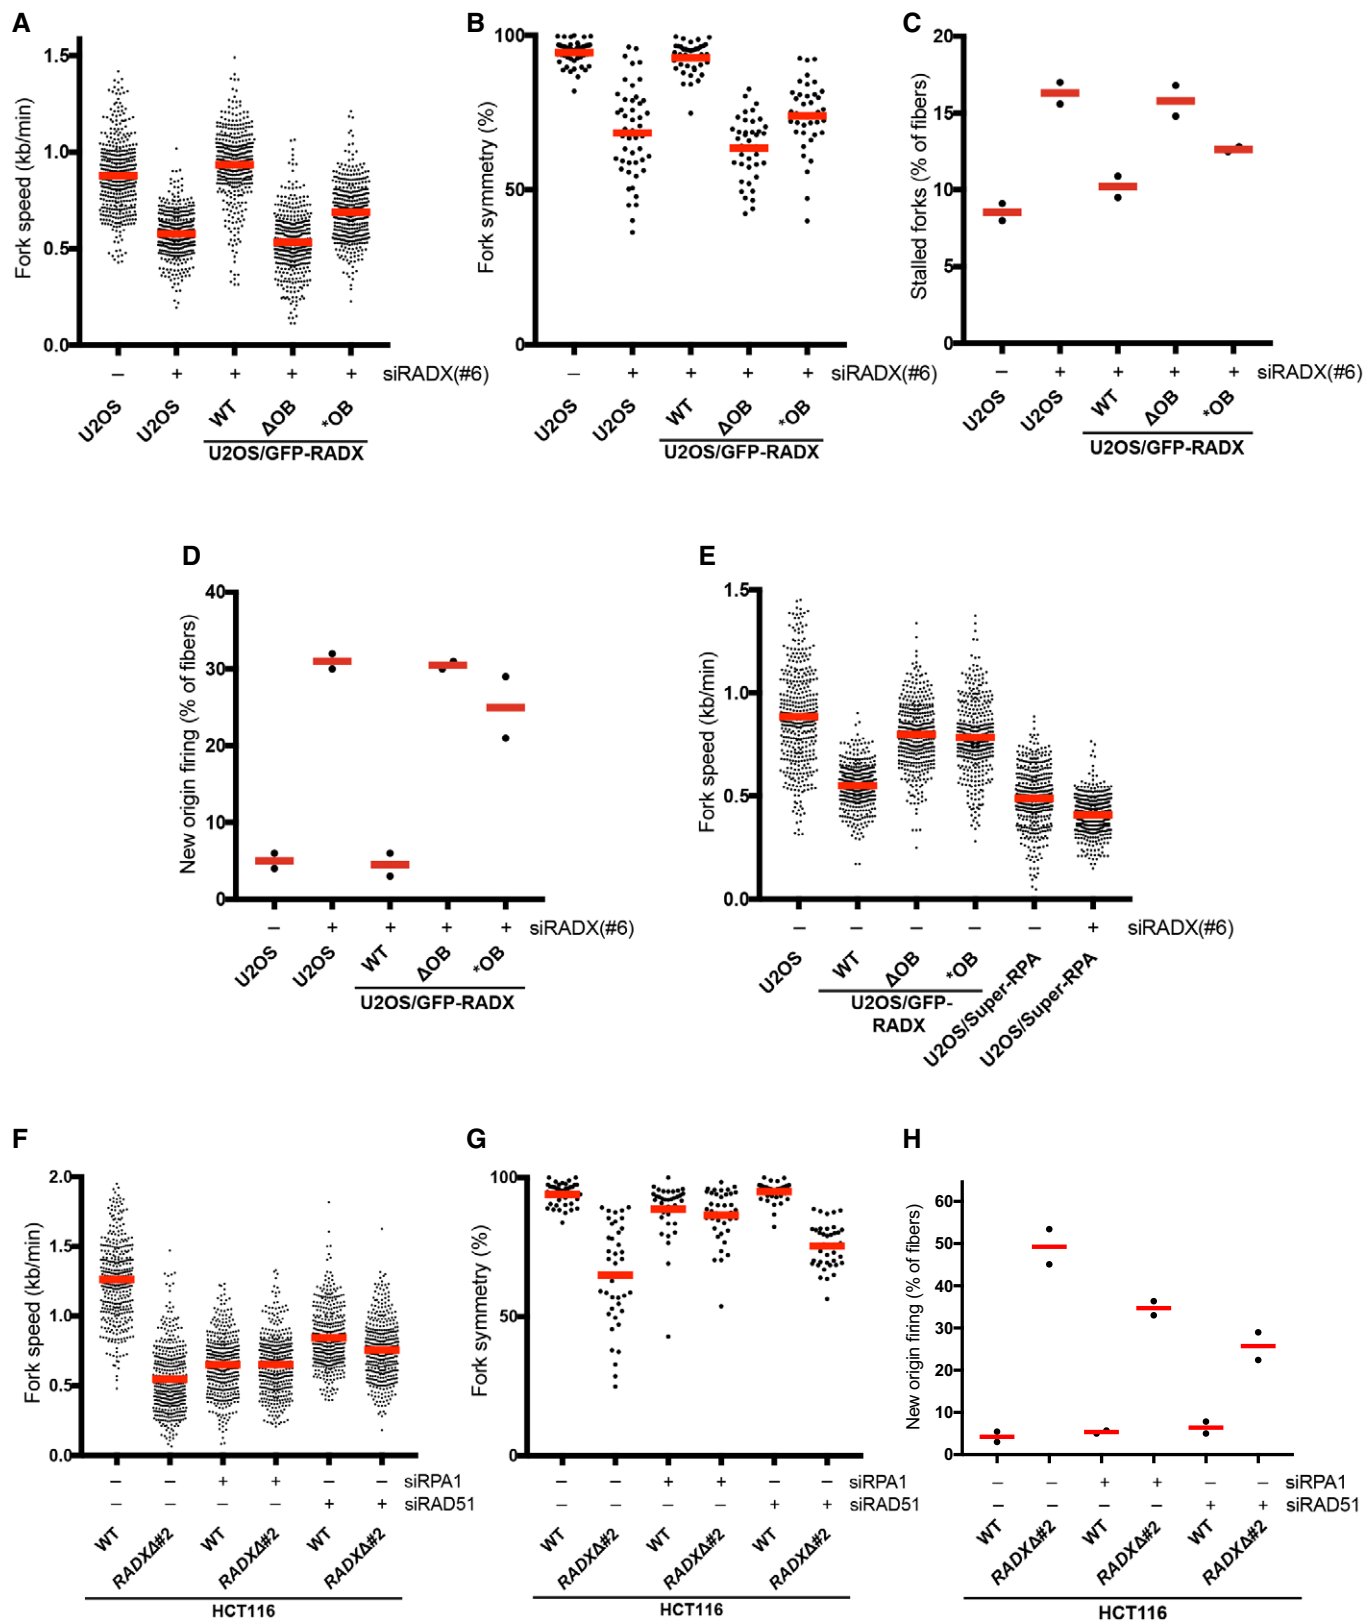 A
Fork speed (kb/min)
1.5
1.0
0.5
0.0
– + + + + siRADX(#6)
U2OS U2OS WT ΔOB *OB
U2OS/GFP-RADX
B
Fork symmetry (%)
100
50
0
– + + + + siRADX(#6)
U2OS U2OS WT ΔOB *OB
U2OS/GFP-RADX
C
Stalled forks (% of fibers)
20
15
10
5
0
– + + + + siRADX(#6)
U2OS U2OS WT ΔOB *OB
U2OS/GFP-RADX
D
New origin firing (% of fibers)
40
30
20
10
0
– + + + + siRADX(#6)
U2OS U2OS WT ΔOB *OB
U2OS/GFP-RADX
E
Fork speed (kb/min)
1.5
1.0
0.5
0.0
– – – – – + siRADX(#6)
U2OS WT ΔOB *OB U2OS/Super-RPA U2OS/Super-RPA
U2OS/GFP-
RADX
F
Fork speed (kb/min)
2.0
1.5
1.0
0.5
0.0
– – + + – – siRPA1
– – – – + + siRAD51
WT RADXΔ#2 WT RADXΔ#2 WT RADXΔ#2
HCT116
G
Fork symmetry (%)
100
50
0
– – + + – – siRPA1
– – – – + + siRAD51
WT RADXΔ#2 WT RADXΔ#2 WT RADXΔ#2
HCT116
H
New origin firing (% of fibers)
60
50
40
30
20
10
0
– – + + – – siRPA1
– – – – + + siRAD51
WT RADXΔ#2 WT RADXΔ#2 WT RADXΔ#2
HCT116